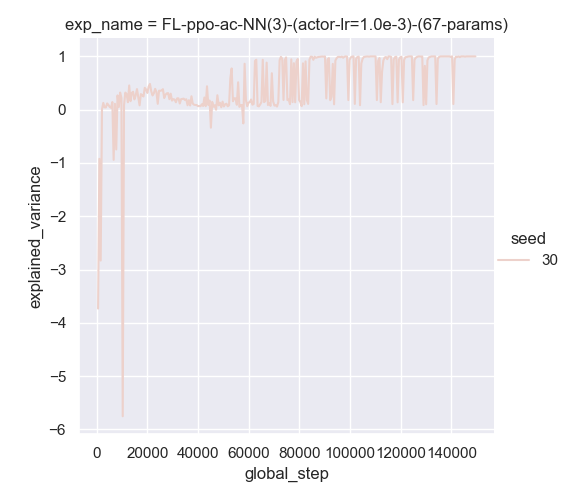 exp_name = FL-ppo-ac-NN(3)-(actor-lr=1.0e-3)-(67-params)
1
0
−1
−2
−3
−4
−5
−6
explained_variance
0 20000 40000 60000 80000 100000 120000 140000
global_step
seed
30